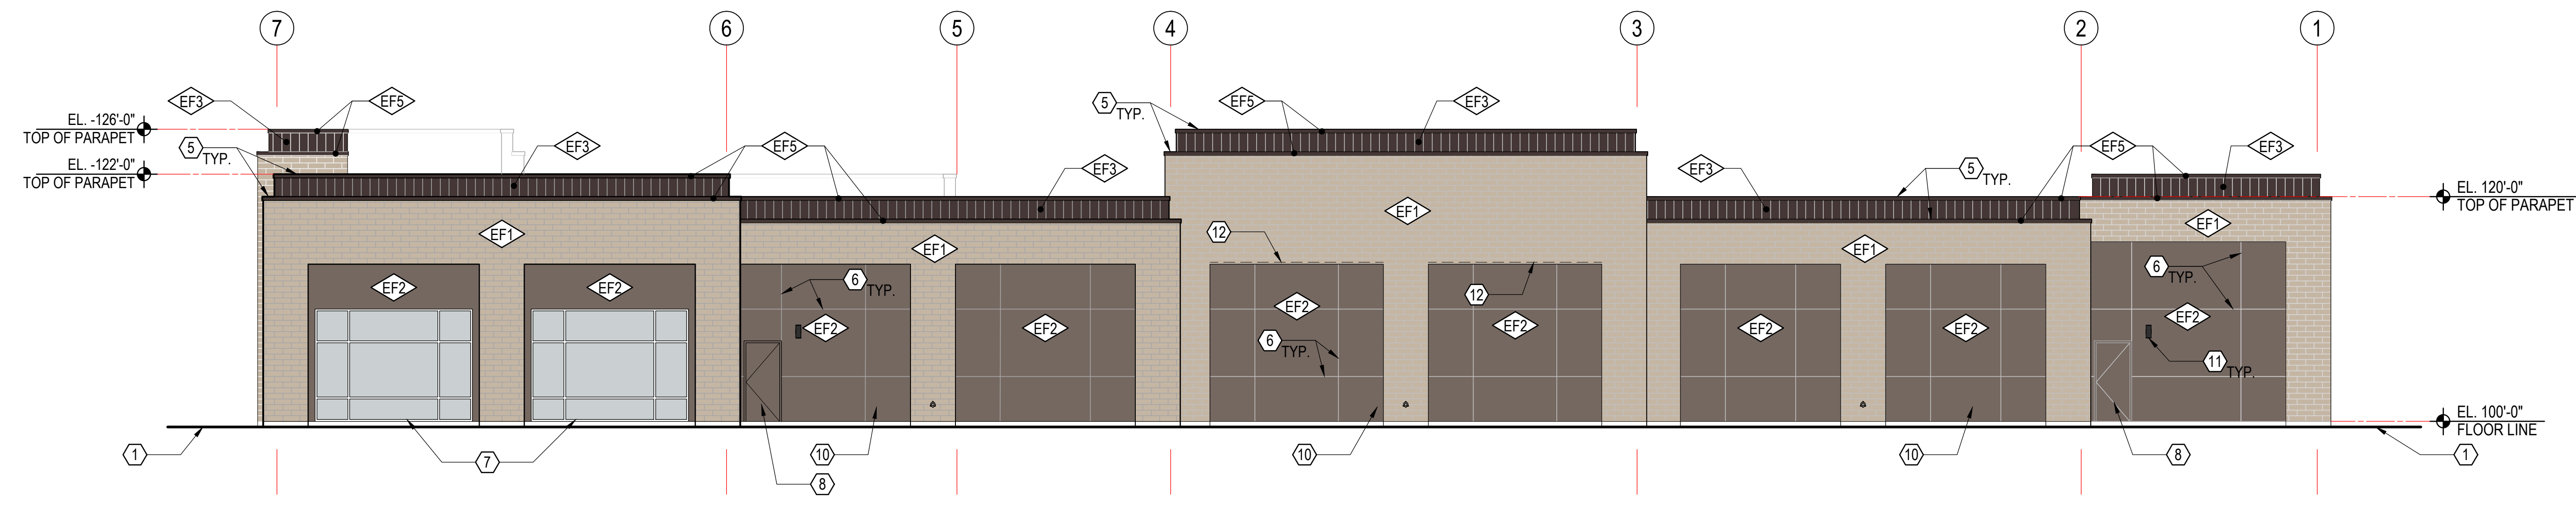 7 6 5 4 3 2 1
EF3 EF5 5 TYP. EF5 EF3
EL. -126'-0"
TOP OF PARAPET
5 TYP. EF3 EF5 EF3 EF3 5 TYP. EF5 EF3
EL. -122'-0"
TOP OF PARAPET
EL. 120'-0"
TOP OF PARAPET
EF1 EF1 12 EF1 EF1 EF1
EF2 EF2 6 TYP. 12 6 TYP.
EF2 EF2 EF2 EF2 EF2 EF2 EF2
6 TYP. 11 TYP.
EL. 100'-0"
FLOOR LINE
1 7 10 10 10 8 1
8